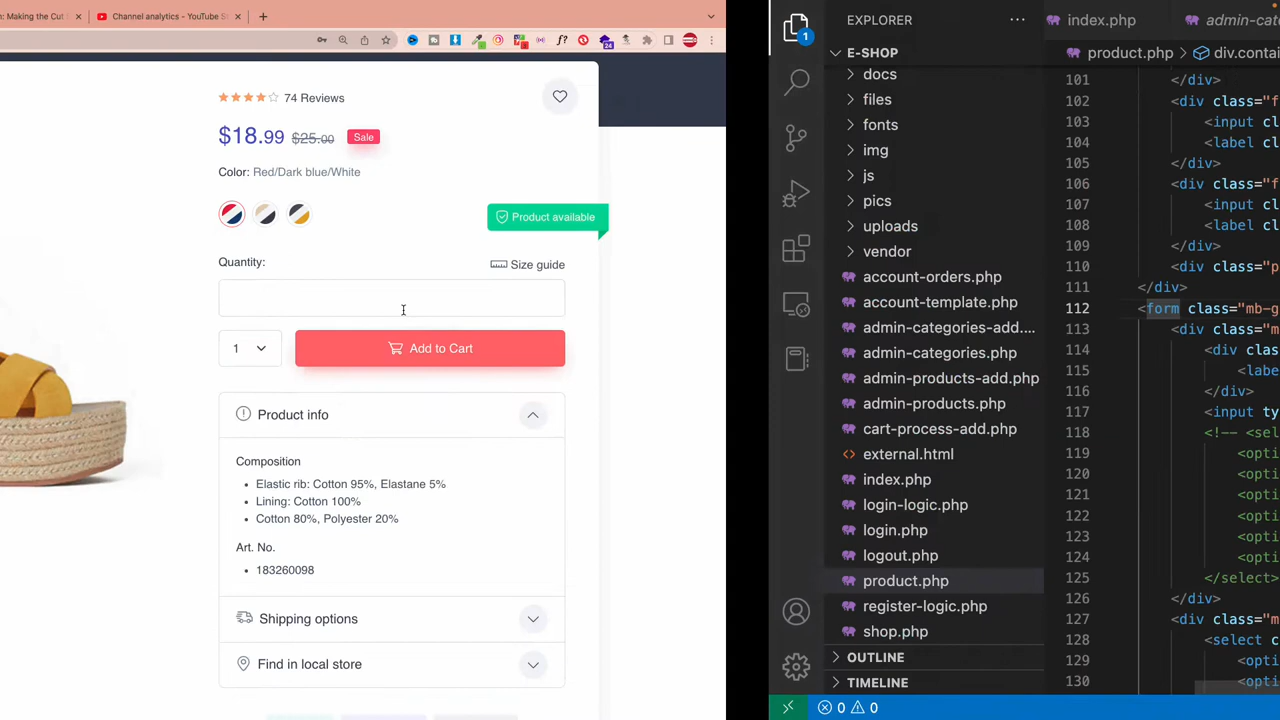 n: Making the Cut
Channel analytics - YouTube S
24
74 Reviews
$18.99 $25.00 Sale
Color: Red/Dark blue/White
Product available
Quantity:
Size guide
1
Add to Cart
Product info
Composition
Elastic rib: Cotton 95%, Elastane 5%
Lining: Cotton 100%
Cotton 80%, Polyester 20%
Art. No.
183260098
Shipping options
Find in local store
1
EXPLORER
E-SHOP
docs
files
fonts
img
js
pics
uploads
vendor
account-orders.php
account-template.php
admin-categories-add....
admin-categories.php
admin-products-add.php
admin-products.php
cart-process-add.php
external.html
index.php
login-logic.php
login.php
logout.php
product.php
register-logic.php
shop.php
OUTLINE
TIMELINE
0 0
index.php
admin-cat
product.php > div.contai
101 </div>
102 <div class="f
103 <input cl
104 <label cl
105 </div>
106 <div class="f
107 <input cl
108 <label cl
109 </div>
110 <div class="p
111 </div>
112 <form class="mb-g
113 <div class="m
114 <div clas
115 <labe
116 </div>
117 <input ty
118 <!-- <sel
119 <opti
120 <opti
121 <opti
122 <opti
123 <opti
124 <opti
125 </select>
126 </div>
127 <div class="m
128 <select c
129 <opti
130 <opti